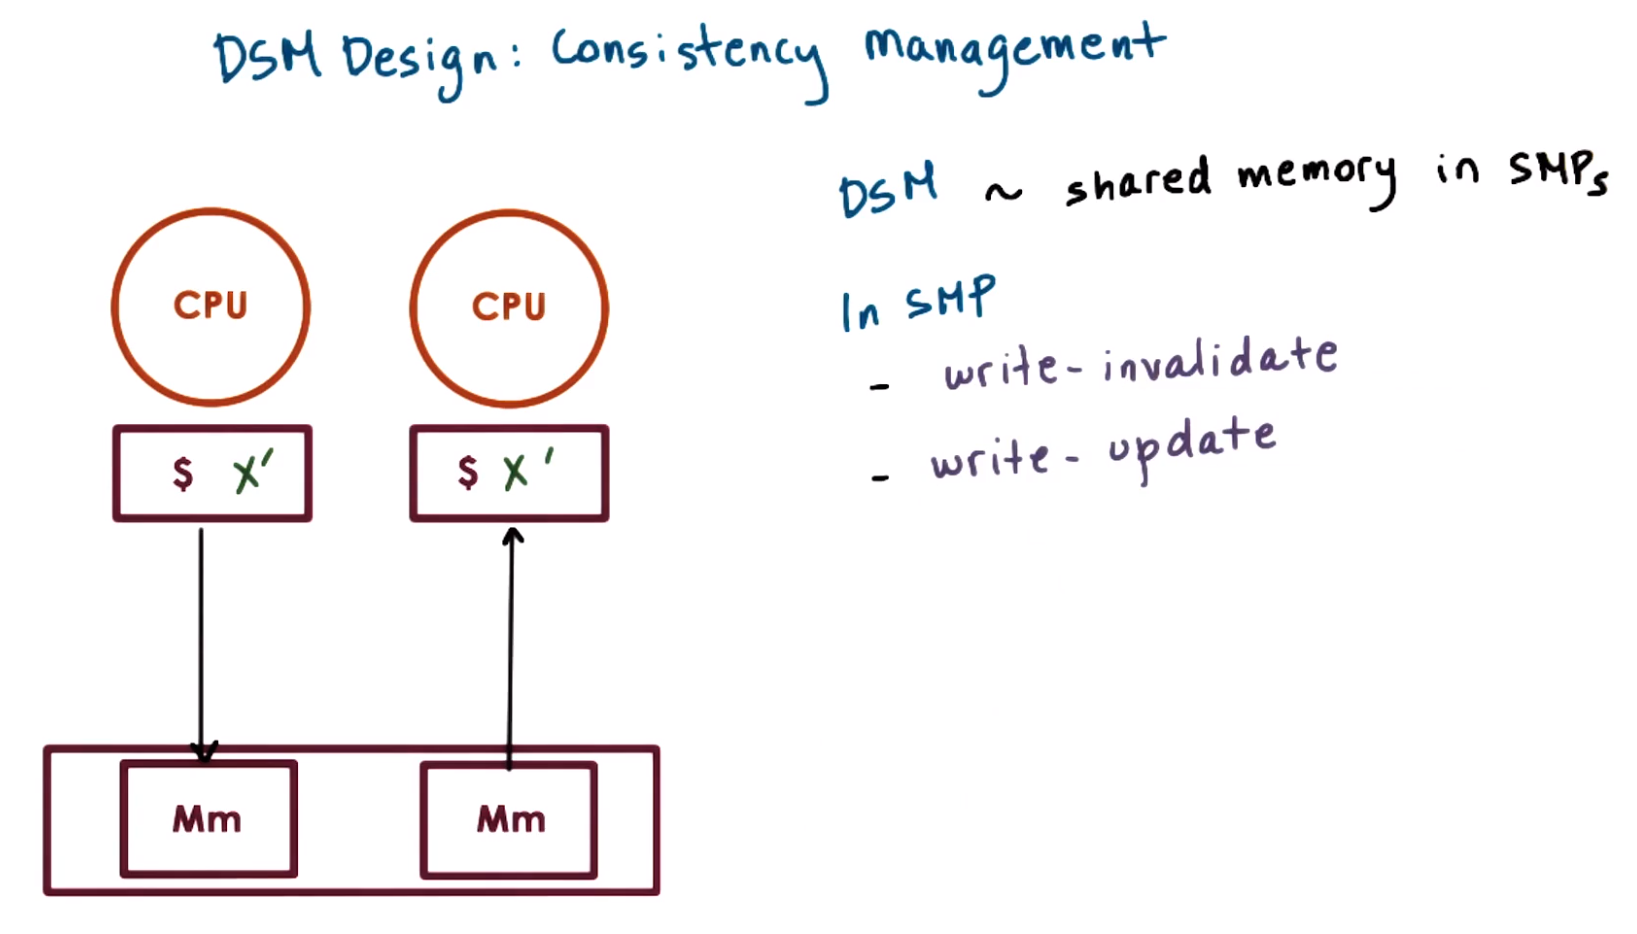 DSM Design: Consistency Management
DSM ~ shared memory in SMPs
In SMP
- write-invalidate
- write-update
CPU CPU
$ X′ $ X′
Mm Mm